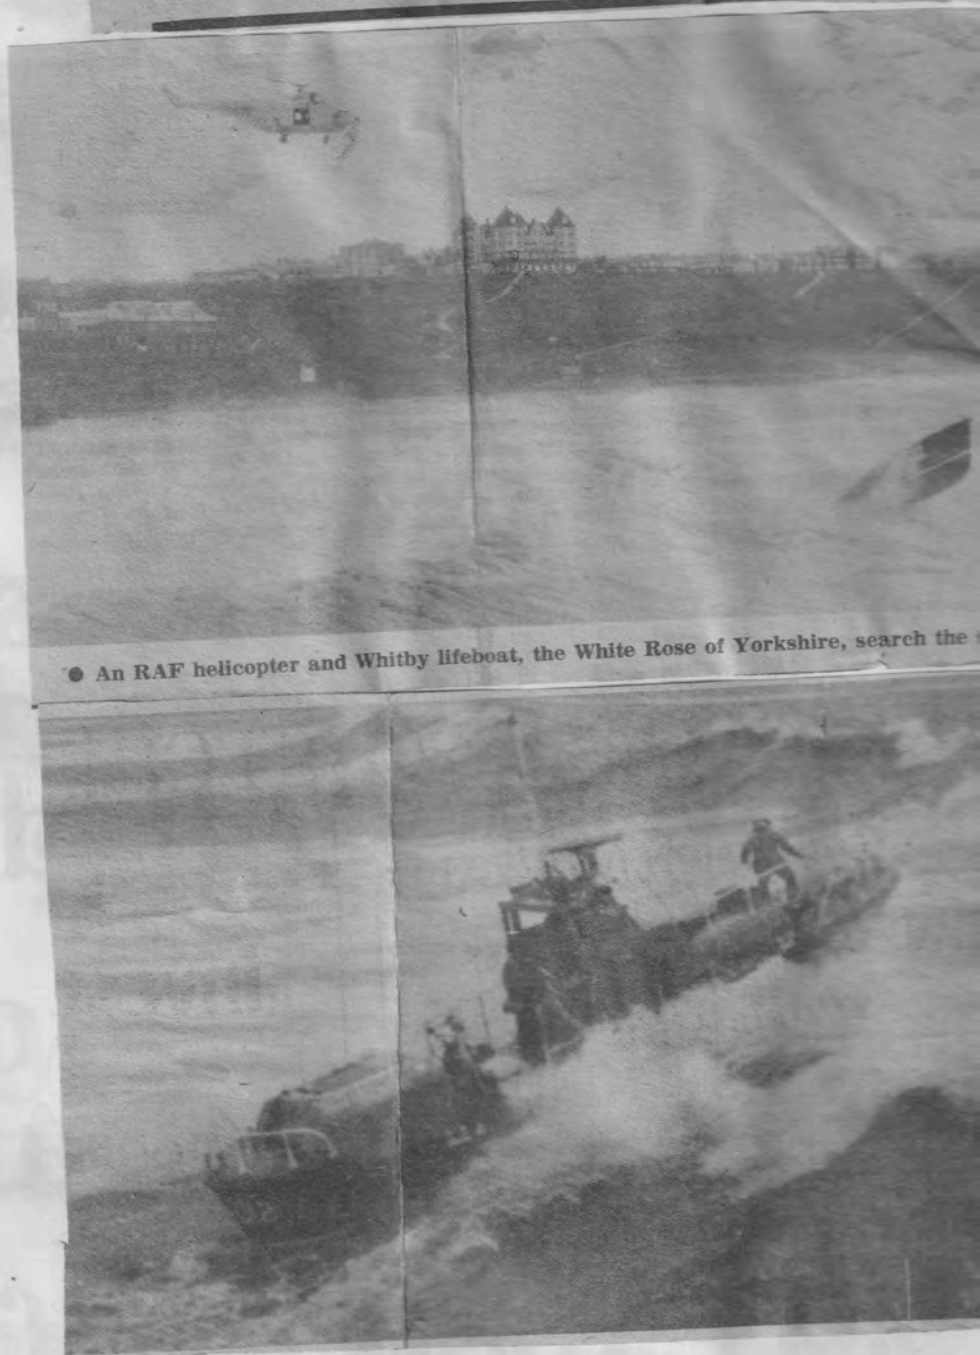 ● An RAF helicopter and Whitby lifeboat, the White Rose of Yorkshire, search the